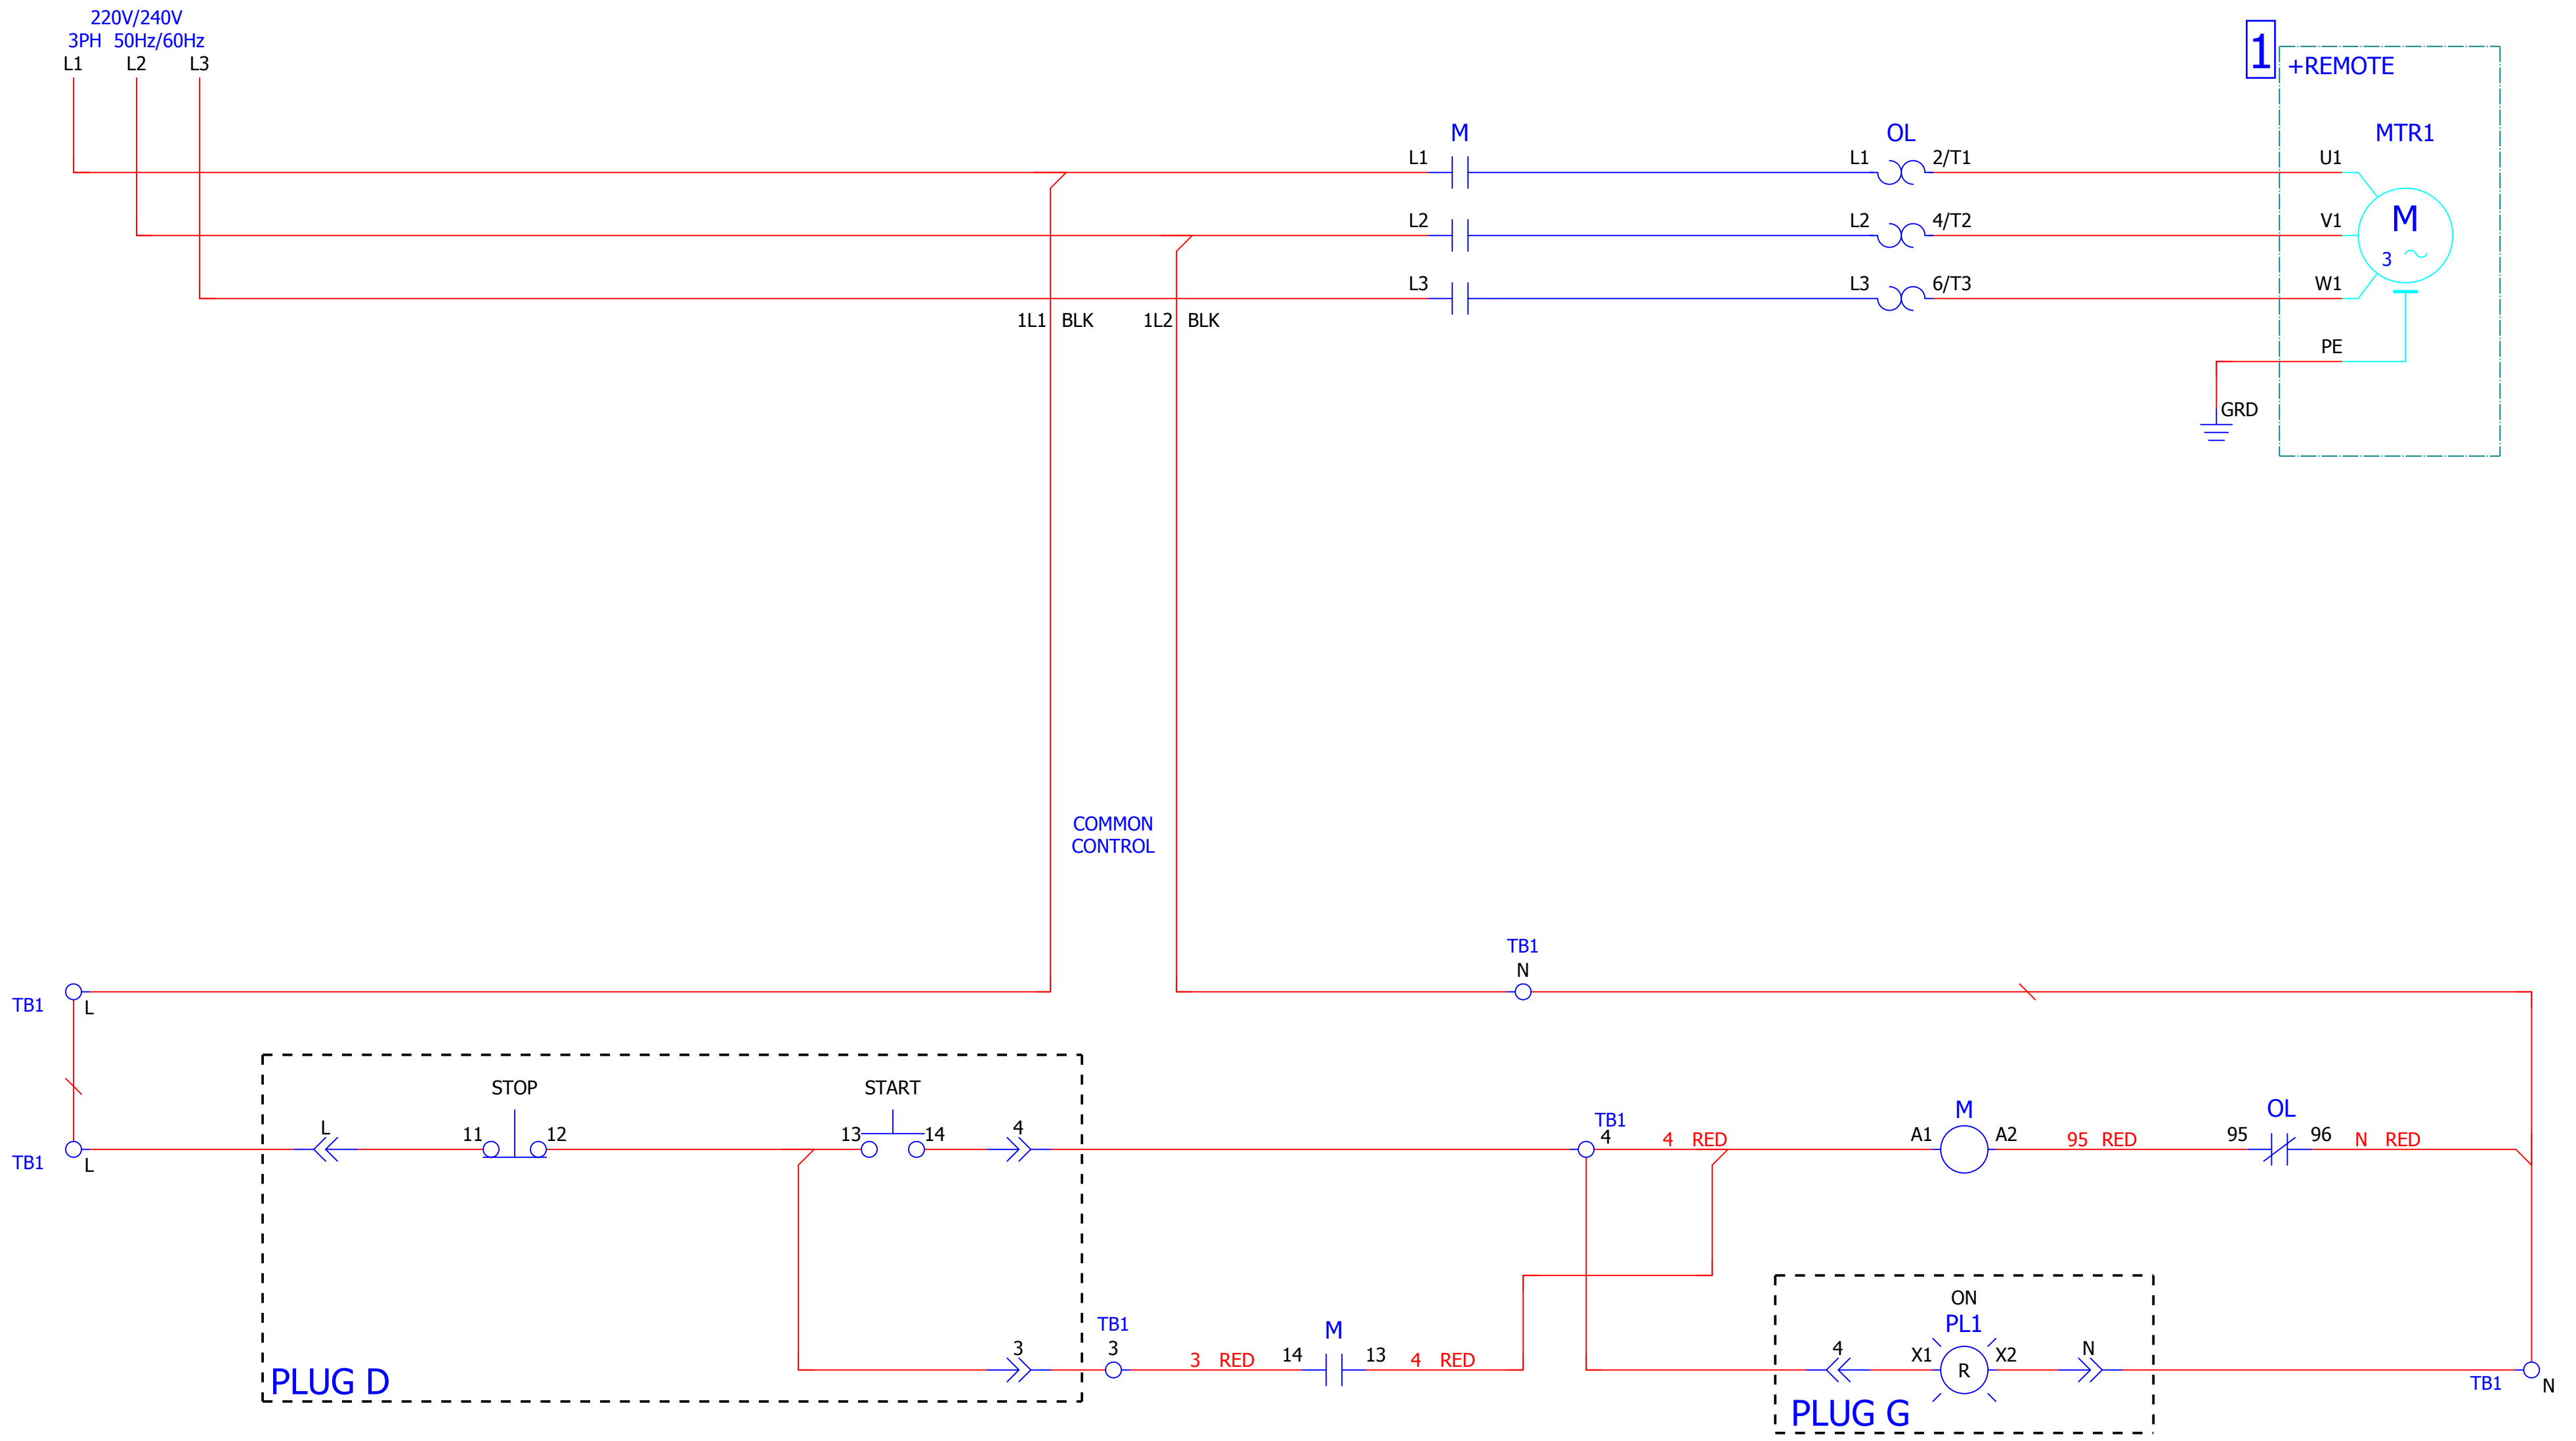 220V/240V
3PH 50Hz/60Hz
L1 L2 L3
1
+REMOTE
M OL MTR1
L1 L1 2/T1 U1
L2 L2 4/T2 V1
M
3
L3 L3 6/T3 W1
1L1 BLK 1L2 BLK
PE
GRD
COMMON
CONTROL
TB1
N
TB1 L
STOP START
TB1 L
L 11 12 13 14 4
TB1
4
4 RED
M
A1 A2
95 RED
OL
95 96
N RED
ON
PL1
3
TB1
3
3 RED
M
14 13
4 RED
4 X1 R X2 N
TB1 N
PLUG D
PLUG G